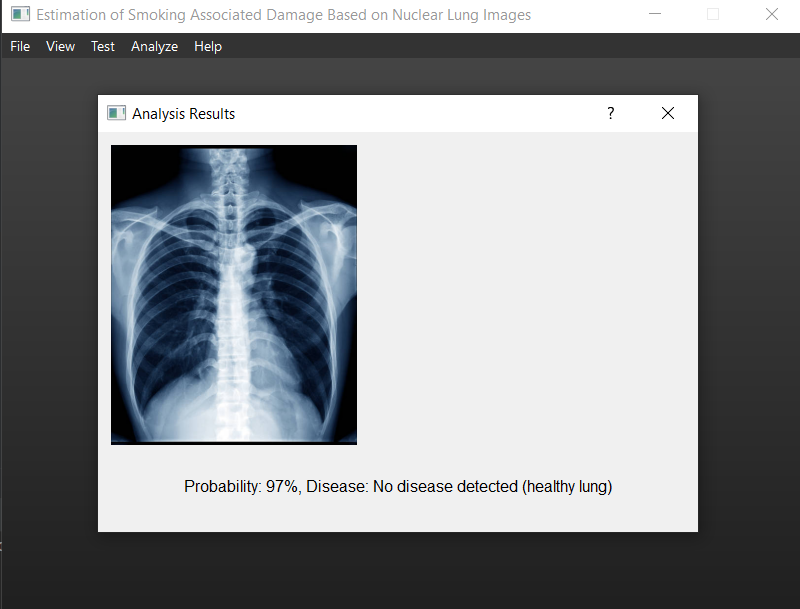 Estimation of Smoking Associated Damage Based on Nuclear Lung Images
File View Test Analyze Help
Analysis Results
?
Probability: 97%, Disease: No disease detected (healthy lung)